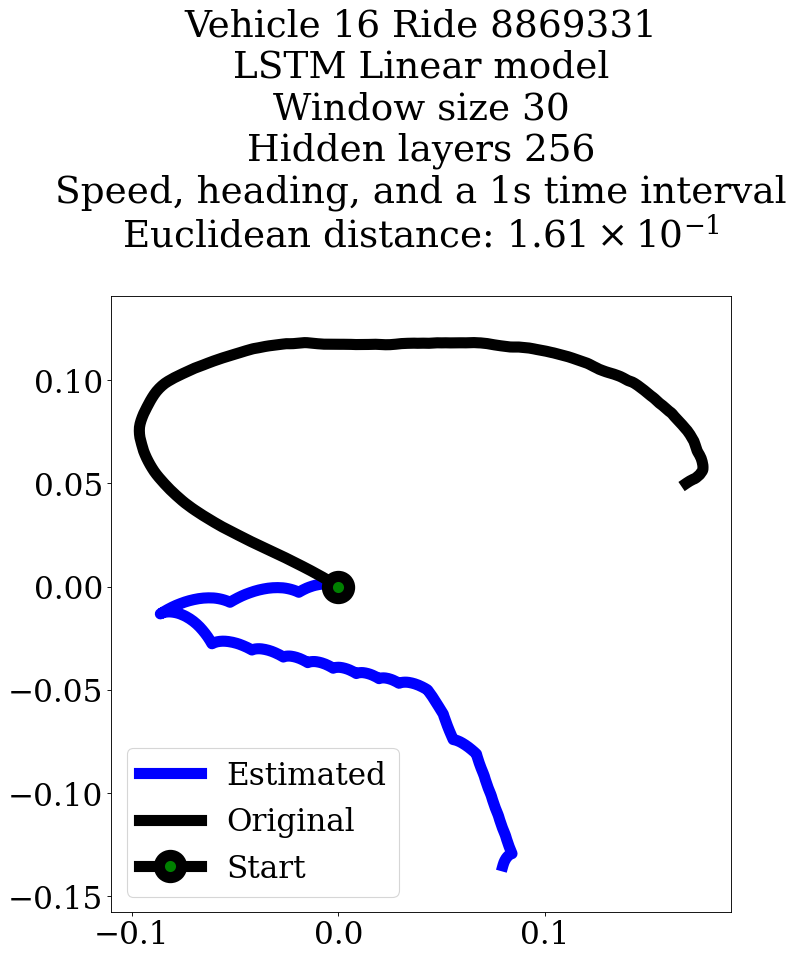 Vehicle 16 Ride 8869331
LSTM Linear model
Window size 30
Hidden layers 256
Speed, heading, and a 1s time interval
Euclidean distance: 1.61 × 10⁻¹
0.10
0.05
0.00
−0.05
−0.10
−0.15
Estimated
Original
Start
−0.1
0.0
0.1